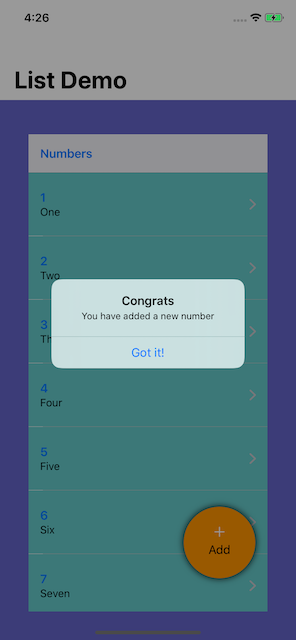 4:26
List Demo
Numbers
1
One
2
Two
Congrats
You have added a new number
Got it!
3
4
Four
5
Five
6
Six
+
Add
7
Seven